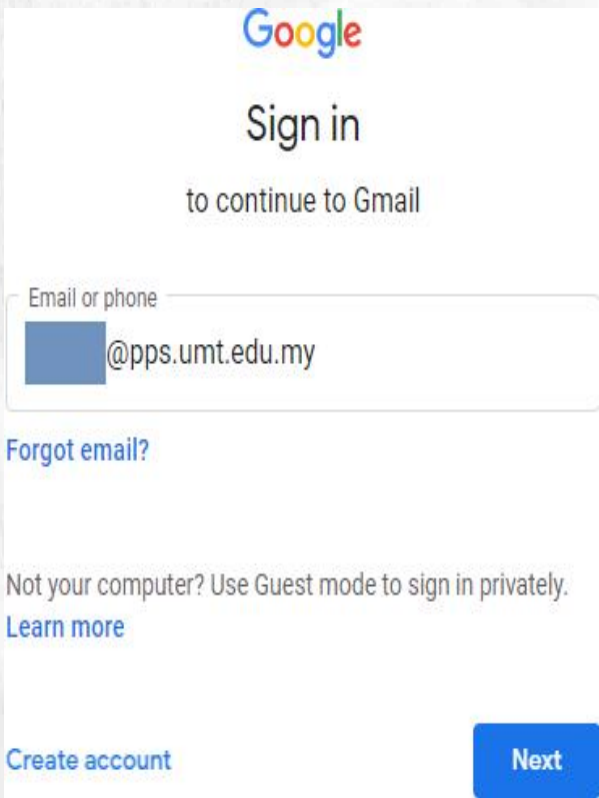 Google
Sign in
to continue to Gmail
Email or phone
@pps.umt.edu.my
Forgot email?
Not your computer? Use Guest mode to sign in privately.
Learn more
Create account
Next